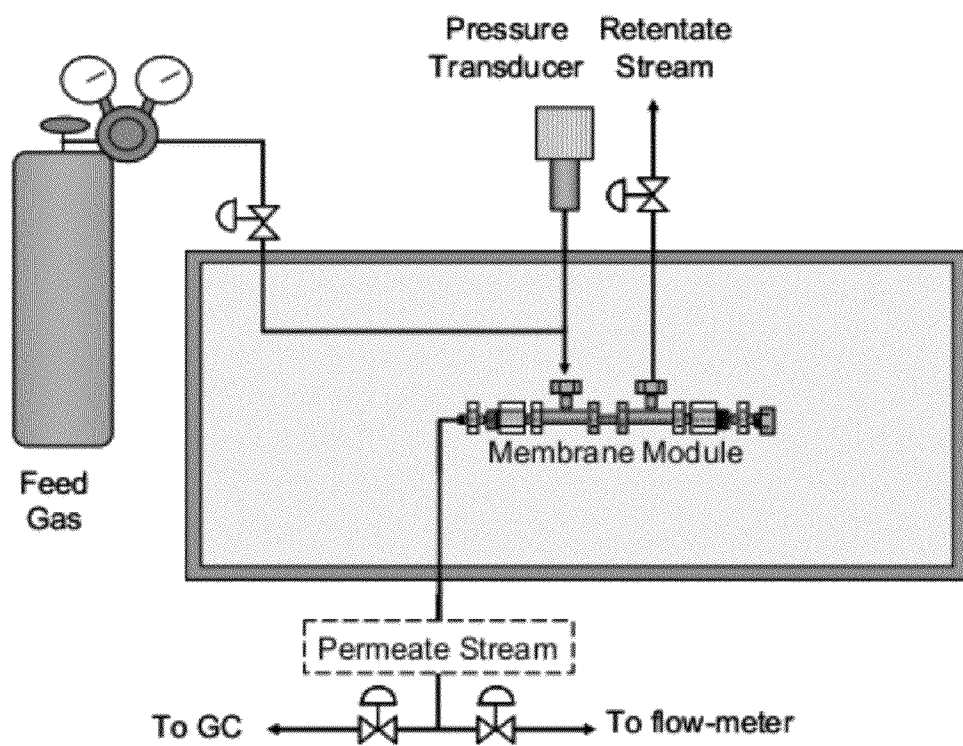 Pressure
Transducer
Retentate
Stream
Membrane Module
Feed
Gas
Permeate Stream
To GC
To flow-meter